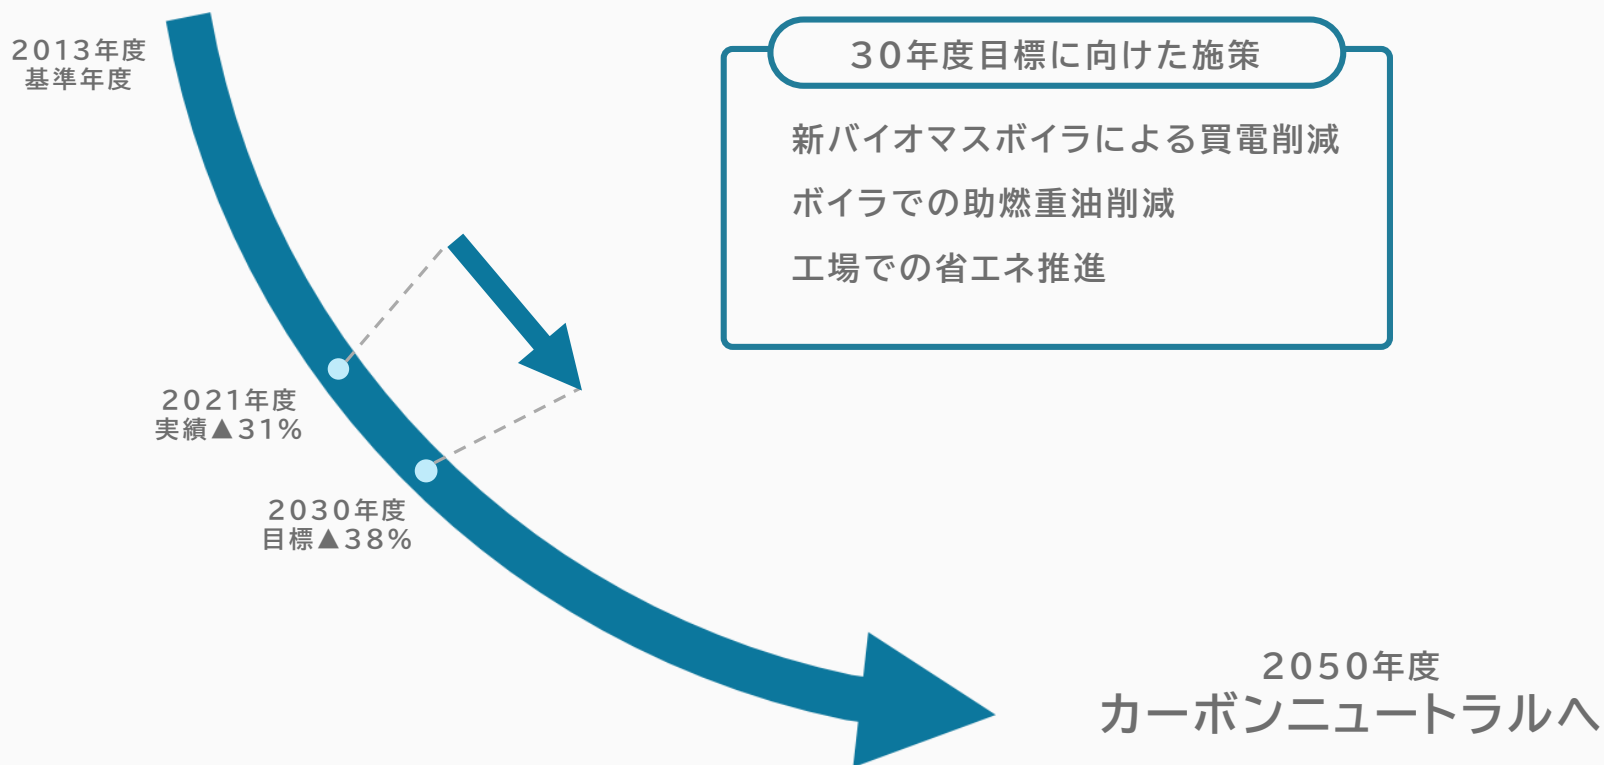 2013年度
基準年度
30年度目標に向けた施策
新バイオマスボイラによる買電削減
ボイラでの助燃重油削減
工場での省エネ推進
2021年度
実績▲31%
2030年度
目標▲38%
2050年度
カーボンニュートラルへ